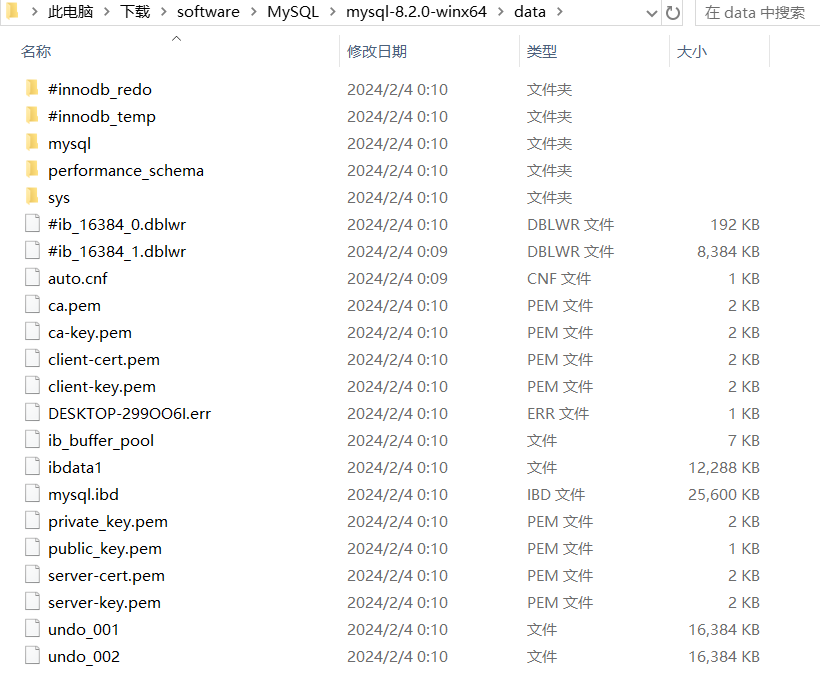 此电脑 下载 software MySQL mysql-8.2.0-winx64 data 在 data 中搜索
名称 修改日期 类型 大小
#innodb_redo 2024/2/4 0:10 文件夹
#innodb_temp 2024/2/4 0:10 文件夹
mysql 2024/2/4 0:10 文件夹
performance_schema 2024/2/4 0:10 文件夹
sys 2024/2/4 0:10 文件夹
#ib_16384_0.dblwr 2024/2/4 0:10 DBLWR 文件 192 KB
#ib_16384_1.dblwr 2024/2/4 0:09 DBLWR 文件 8,384 KB
auto.cnf 2024/2/4 0:09 CNF 文件 1 KB
ca.pem 2024/2/4 0:10 PEM 文件 2 KB
ca-key.pem 2024/2/4 0:10 PEM 文件 2 KB
client-cert.pem 2024/2/4 0:10 PEM 文件 2 KB
client-key.pem 2024/2/4 0:10 PEM 文件 2 KB
DESKTOP-299OO6I.err 2024/2/4 0:10 ERR 文件 1 KB
ib_buffer_pool 2024/2/4 0:10 文件 7 KB
ibdata1 2024/2/4 0:10 文件 12,288 KB
mysql.ibd 2024/2/4 0:10 IBD 文件 25,600 KB
private_key.pem 2024/2/4 0:10 PEM 文件 2 KB
public_key.pem 2024/2/4 0:10 PEM 文件 1 KB
server-cert.pem 2024/2/4 0:10 PEM 文件 2 KB
server-key.pem 2024/2/4 0:10 PEM 文件 2 KB
undo_001 2024/2/4 0:10 文件 16,384 KB
undo_002 2024/2/4 0:10 文件 16,384 KB